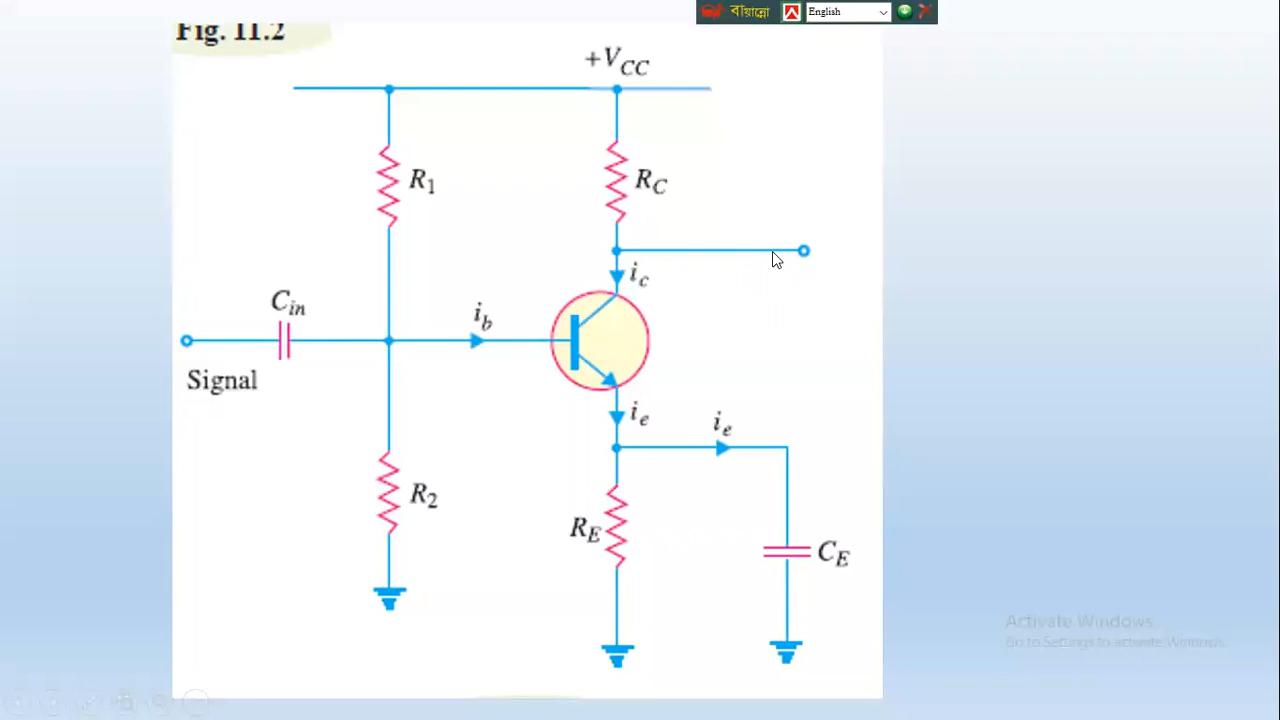 বায়ান্নো
English
Fig. 11.2
+VCC
R1
RC
ic
Cin
ib
Signal
ie
ie
R2
RE
CE
Activate Windows
Go to Settings to activate Windows.